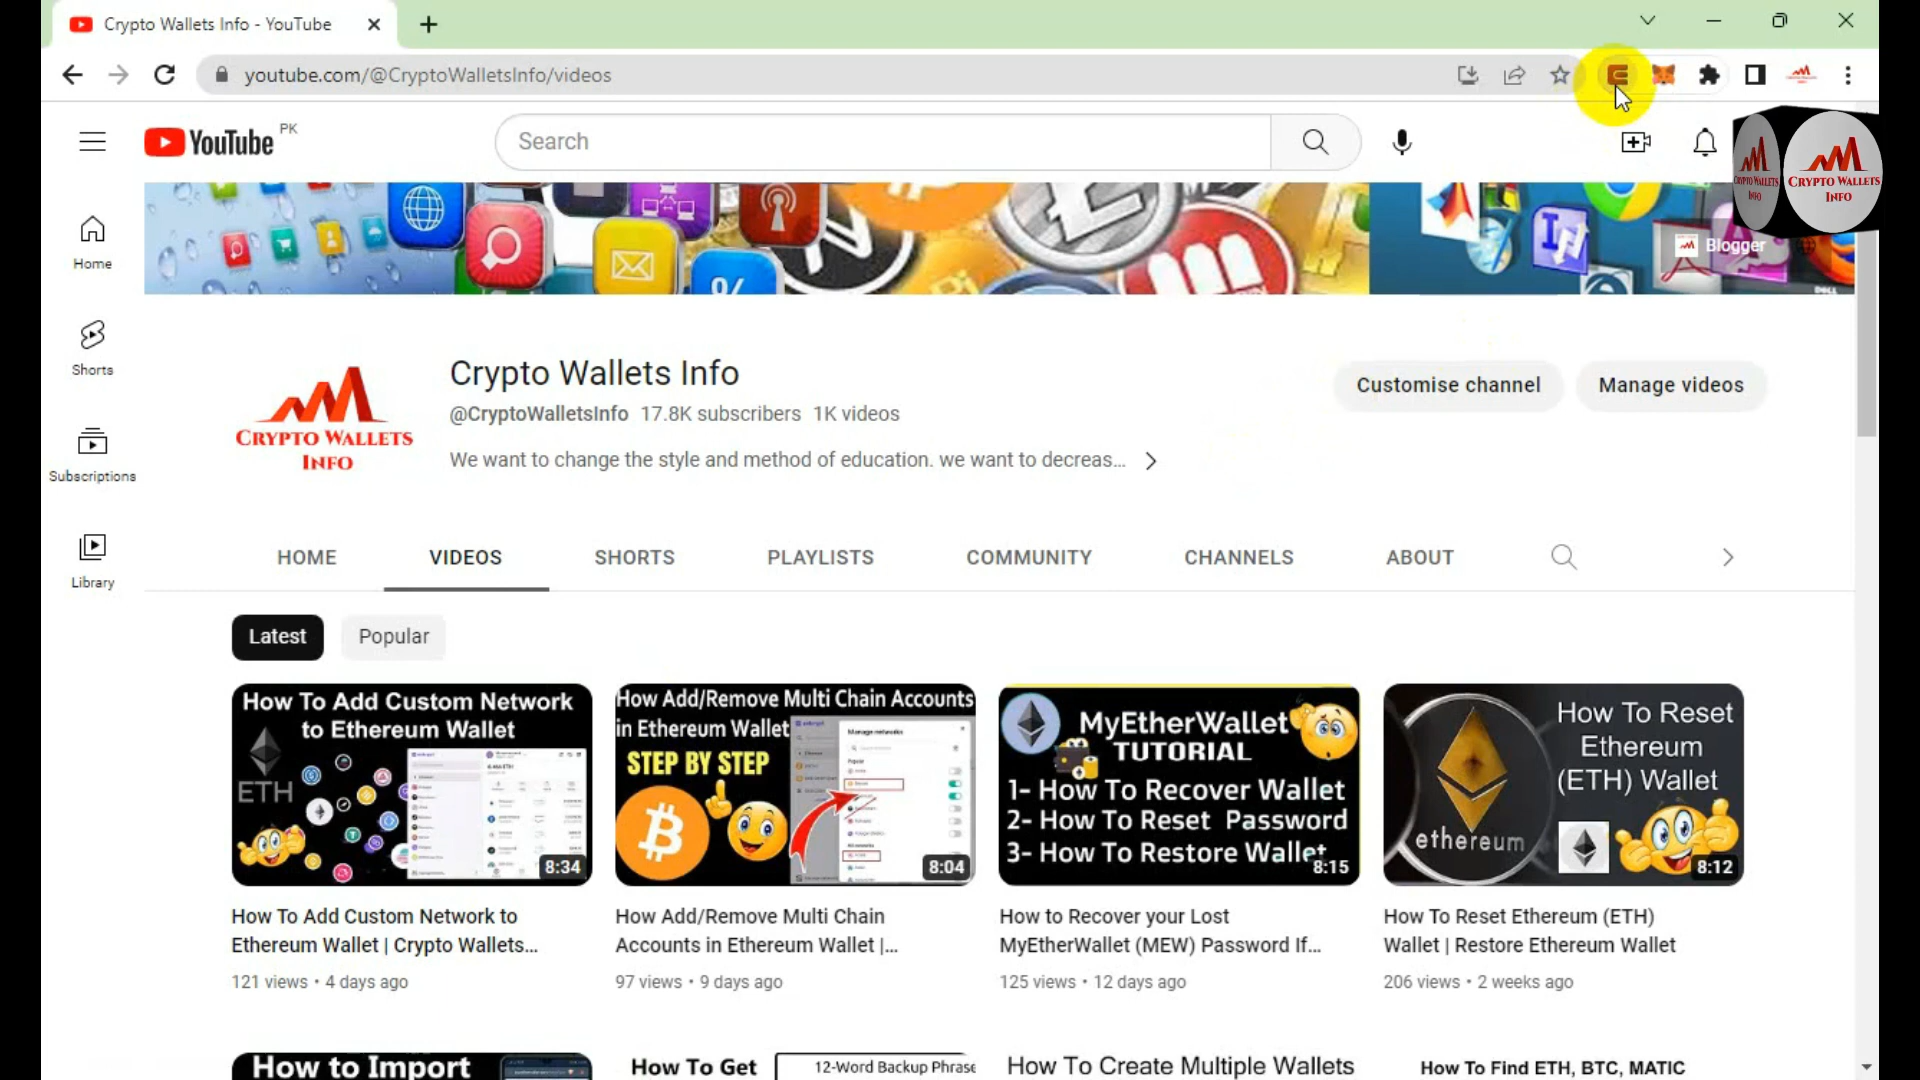 Crypto Wallets Info - YouTube
youtube.com/@CryptoWalletsInfo/videos
YouTube PK
Search
CRYPTO WALLETS
INFO
CRYPTO WALLETS
INFO
Blogger
Home
Shorts
Subscriptions
Library
CRYPTO WALLETS
INFO
Crypto Wallets Info
@CryptoWalletsInfo 17.8K subscribers 1K videos
We want to change the style and method of education. we want to decreas...
Customise channel
Manage videos
HOME VIDEOS SHORTS PLAYLISTS COMMUNITY CHANNELS ABOUT
Latest Popular
How To Add Custom Network
to Ethereum Wallet
ETH
8:34
How Add/Remove Multi Chain Accounts
in Ethereum Wallet
STEP BY STEP
Manage networks
8:04
MyEtherWallet
TUTORIAL
1- How To Recover Wallet
2- How To Reset Password
3- How To Restore Wallet
8:15
How To Reset
Ethereum
(ETH) Wallet
ethereum
8:12
How To Add Custom Network to
Ethereum Wallet | Crypto Wallets...
121 views • 4 days ago
How Add/Remove Multi Chain
Accounts in Ethereum Wallet |...
97 views • 9 days ago
How to Recover your Lost
MyEtherWallet (MEW) Password If...
125 views • 12 days ago
How To Reset Ethereum (ETH)
Wallet | Restore Ethereum Wallet
206 views • 2 weeks ago
How to Import
How To Get
12-Word Backup Phrase
How To Create Multiple Wallets
How To Find ETH, BTC, MATIC